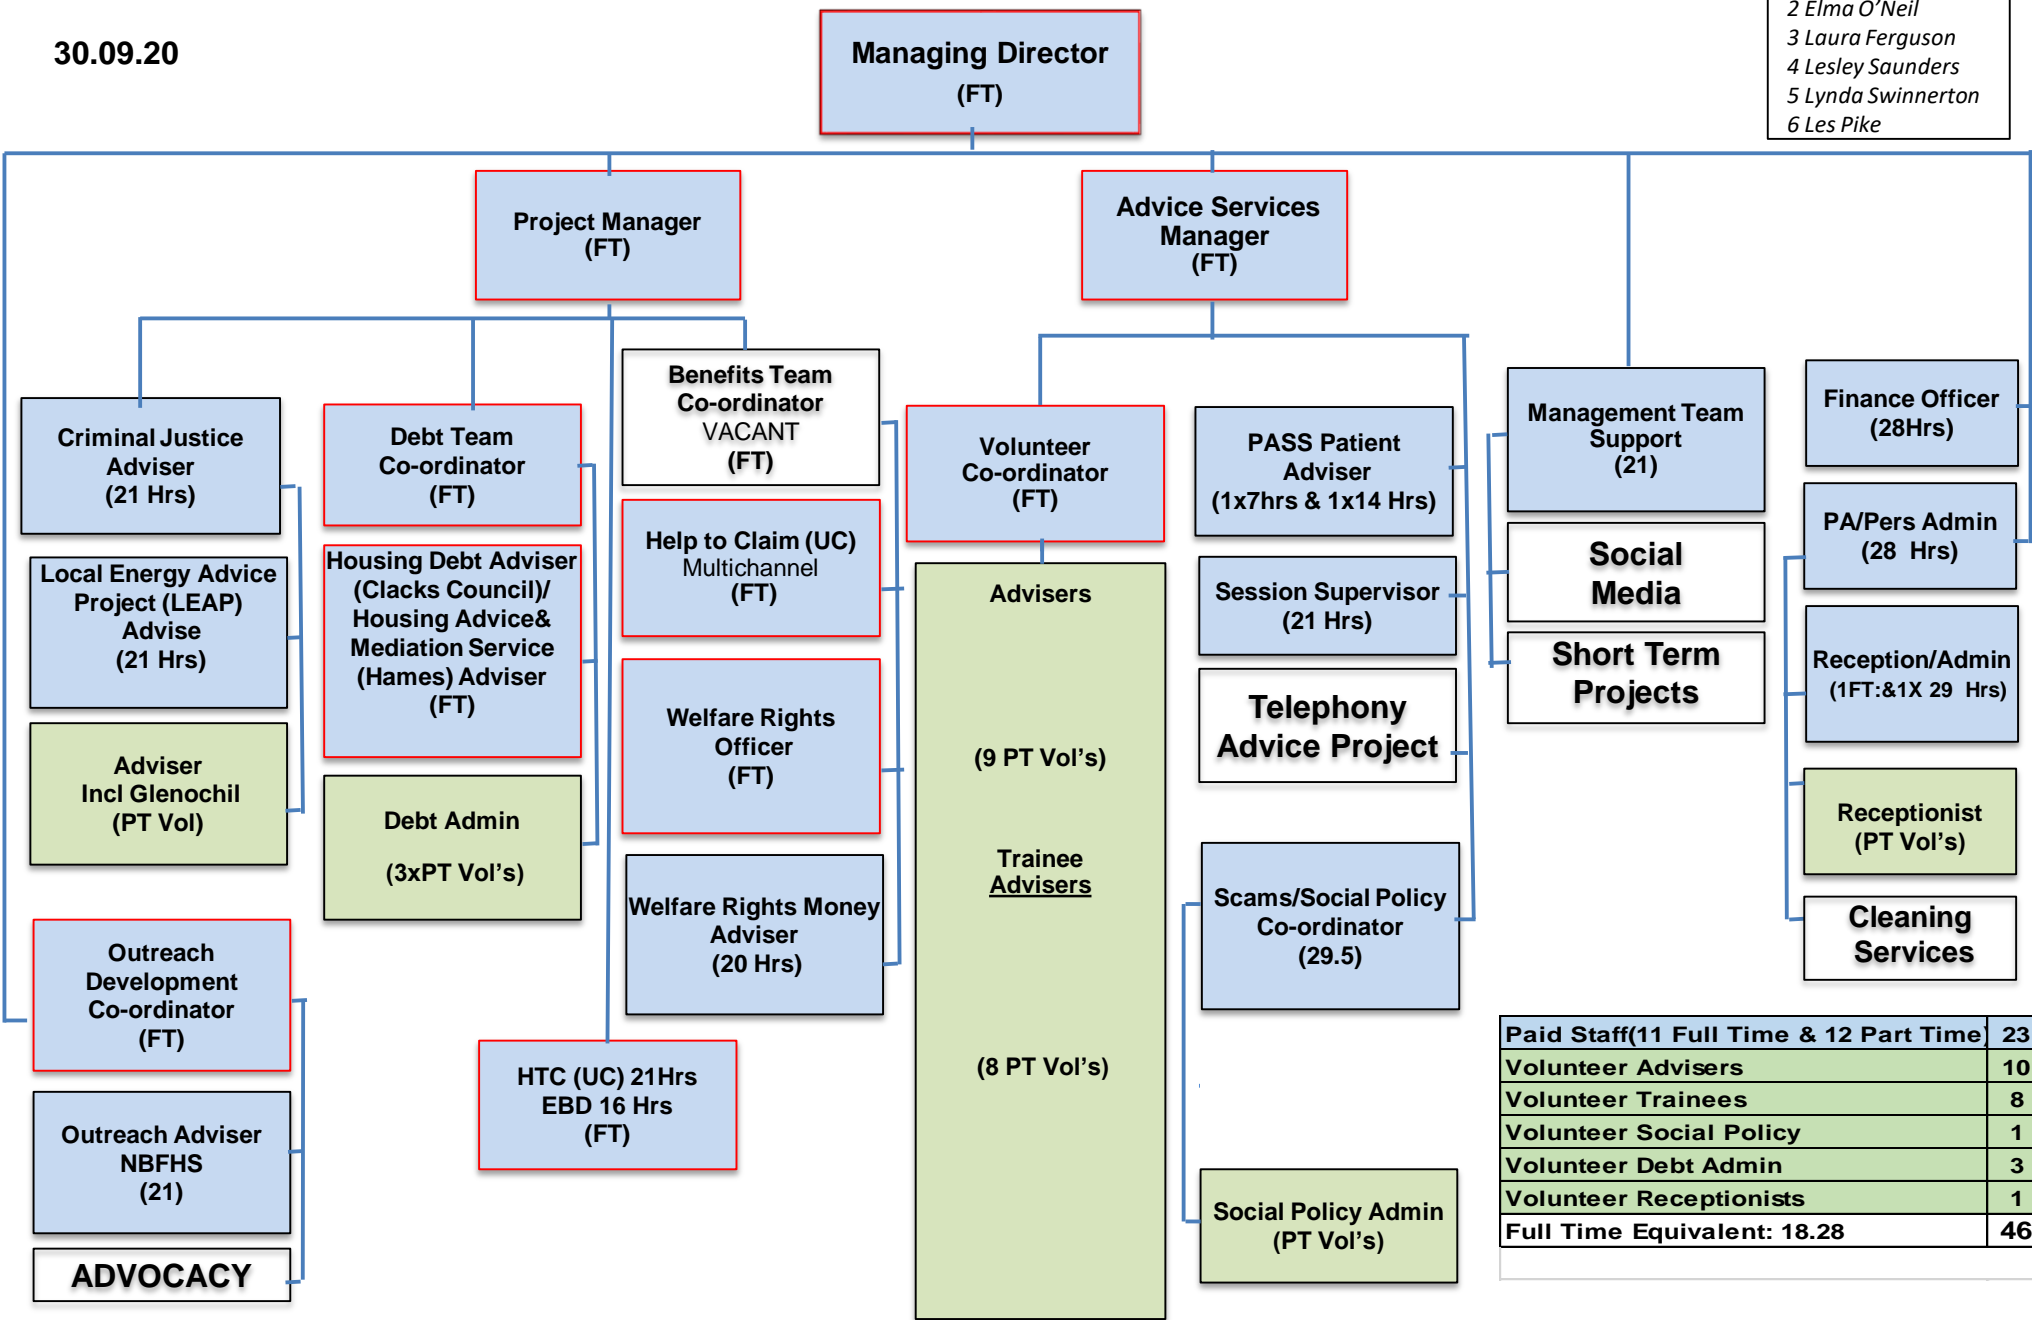 30.09.20
Managing Director
(FT)
2 Elma O’Neil
3 Laura Ferguson
4 Lesley Saunders
5 Lynda Swinnerton
6 Les Pike
Project Manager
(FT)
Advice Services
Manager
(FT)
Criminal Justice
Adviser
(21 Hrs)
Local Energy Advice
Project (LEAP)
Advise
(21 Hrs)
Adviser
Incl Glenochil
(PT Vol)
Outreach
Development
Co-ordinator
(FT)
Outreach Adviser
NBFHS
(21)
ADVOCACY
Debt Team
Co-ordinator
(FT)
Housing Debt Adviser
(Clacks Council)/
Housing Advice&
Mediation Service
(Hames) Adviser
(FT)
Debt Admin
(3xPT Vol’s)
HTC (UC) 21Hrs
EBD 16 Hrs
(FT)
Benefits Team
Co-ordinator
VACANT
(FT)
Help to Claim (UC)
Multichannel
(FT)
Welfare Rights
Officer
(FT)
Welfare Rights Money
Adviser
(20 Hrs)
Volunteer
Co-ordinator
(FT)
Advisers
(9 PT Vol’s)
Trainee
Advisers
(8 PT Vol’s)
PASS Patient
Adviser
(1x7hrs & 1x14 Hrs)
Session Supervisor
(21 Hrs)
Telephony
Advice Project
Scams/Social Policy
Co-ordinator
(29.5)
Social Policy Admin
(PT Vol’s)
Management Team
Support
(21)
Social
Media
Short Term
Projects
Finance Officer
(28Hrs)
PA/Pers Admin
(28 Hrs)
Reception/Admin
(1FT:&1X 29 Hrs)
Receptionist
(PT Vol’s)
Cleaning
Services
Paid Staff(11 Full Time & 12 Part Time) 23
Volunteer Advisers 10
Volunteer Trainees 8
Volunteer Social Policy 1
Volunteer Debt Admin 3
Volunteer Receptionists 1
Full Time Equivalent: 18.28 46